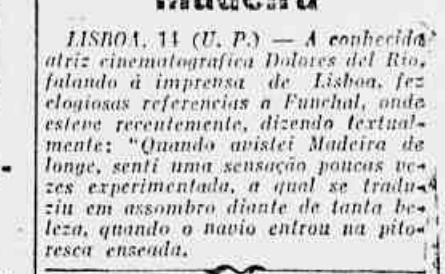 Madeira
LISBOA, 14 (U. P.) — A conhecida
atriz cinematografica Dolores del Rio,
falando á imprensa de Lisboa, fez
elogiosas referencias a Funchal, onde
esteve recentemente, dizendo textual-
mente: "Quando avistei Madeira de
longe, senti uma sensação poucas ve-
zes experimentada, a qual se tradu-
ziu em assombro diante de tanta be-
leza, quando o navio entrou na pito-
resca enseada.